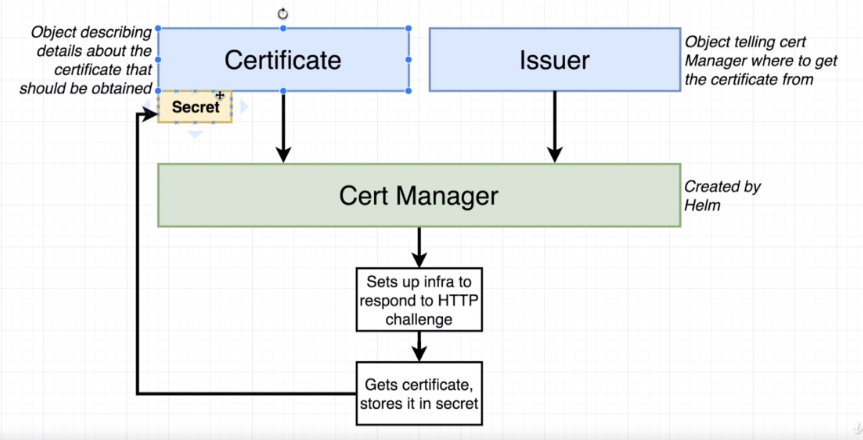 Object describing
details about the
certificate that
should be obtained
Certificate
Issuer
Object telling cert
Manager where to get
the certificate from
Secret
Cert Manager
Created by
Helm
Sets up infra to
respond to HTTP
challenge
Gets certificate,
stores it in secret